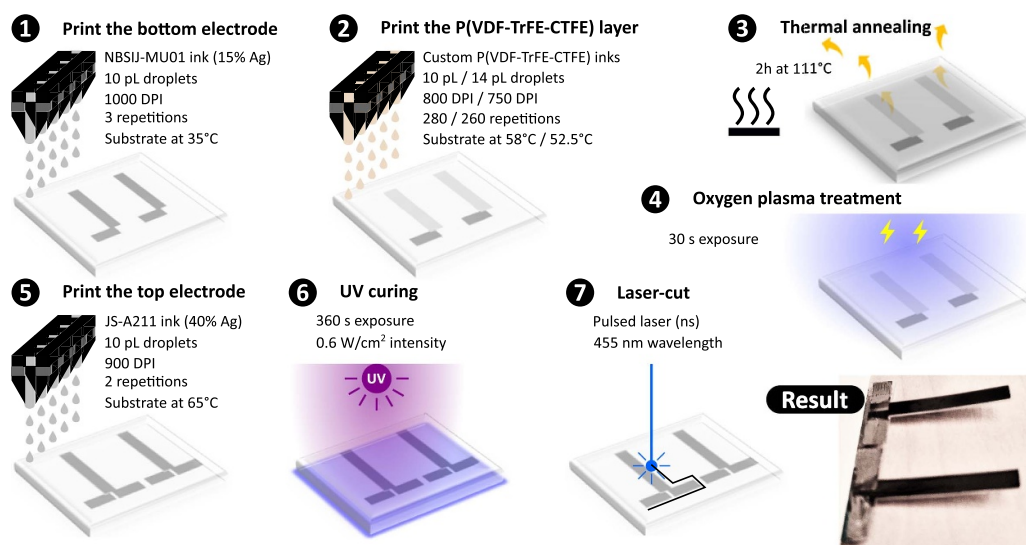 1 Print the bottom electrode
NBSIJ-MU01 ink (15% Ag)
10 pL droplets
1000 DPI
3 repetitions
Substrate at 35°C
2 Print the P(VDF-TrFE-CTFE) layer
Custom P(VDF-TrFE-CTFE) inks
10 pL / 14 pL droplets
800 DPI / 750 DPI
280 / 260 repetitions
Substrate at 58°C / 52.5°C
3 Thermal annealing
2h at 111°C
4 Oxygen plasma treatment
30 s exposure
5 Print the top electrode
JS-A211 ink (40% Ag)
10 pL droplets
900 DPI
2 repetitions
Substrate at 65°C
6 UV curing
360 s exposure
0.6 W/cm² intensity
UV
7 Laser-cut
Pulsed laser (ns)
455 nm wavelength
Result